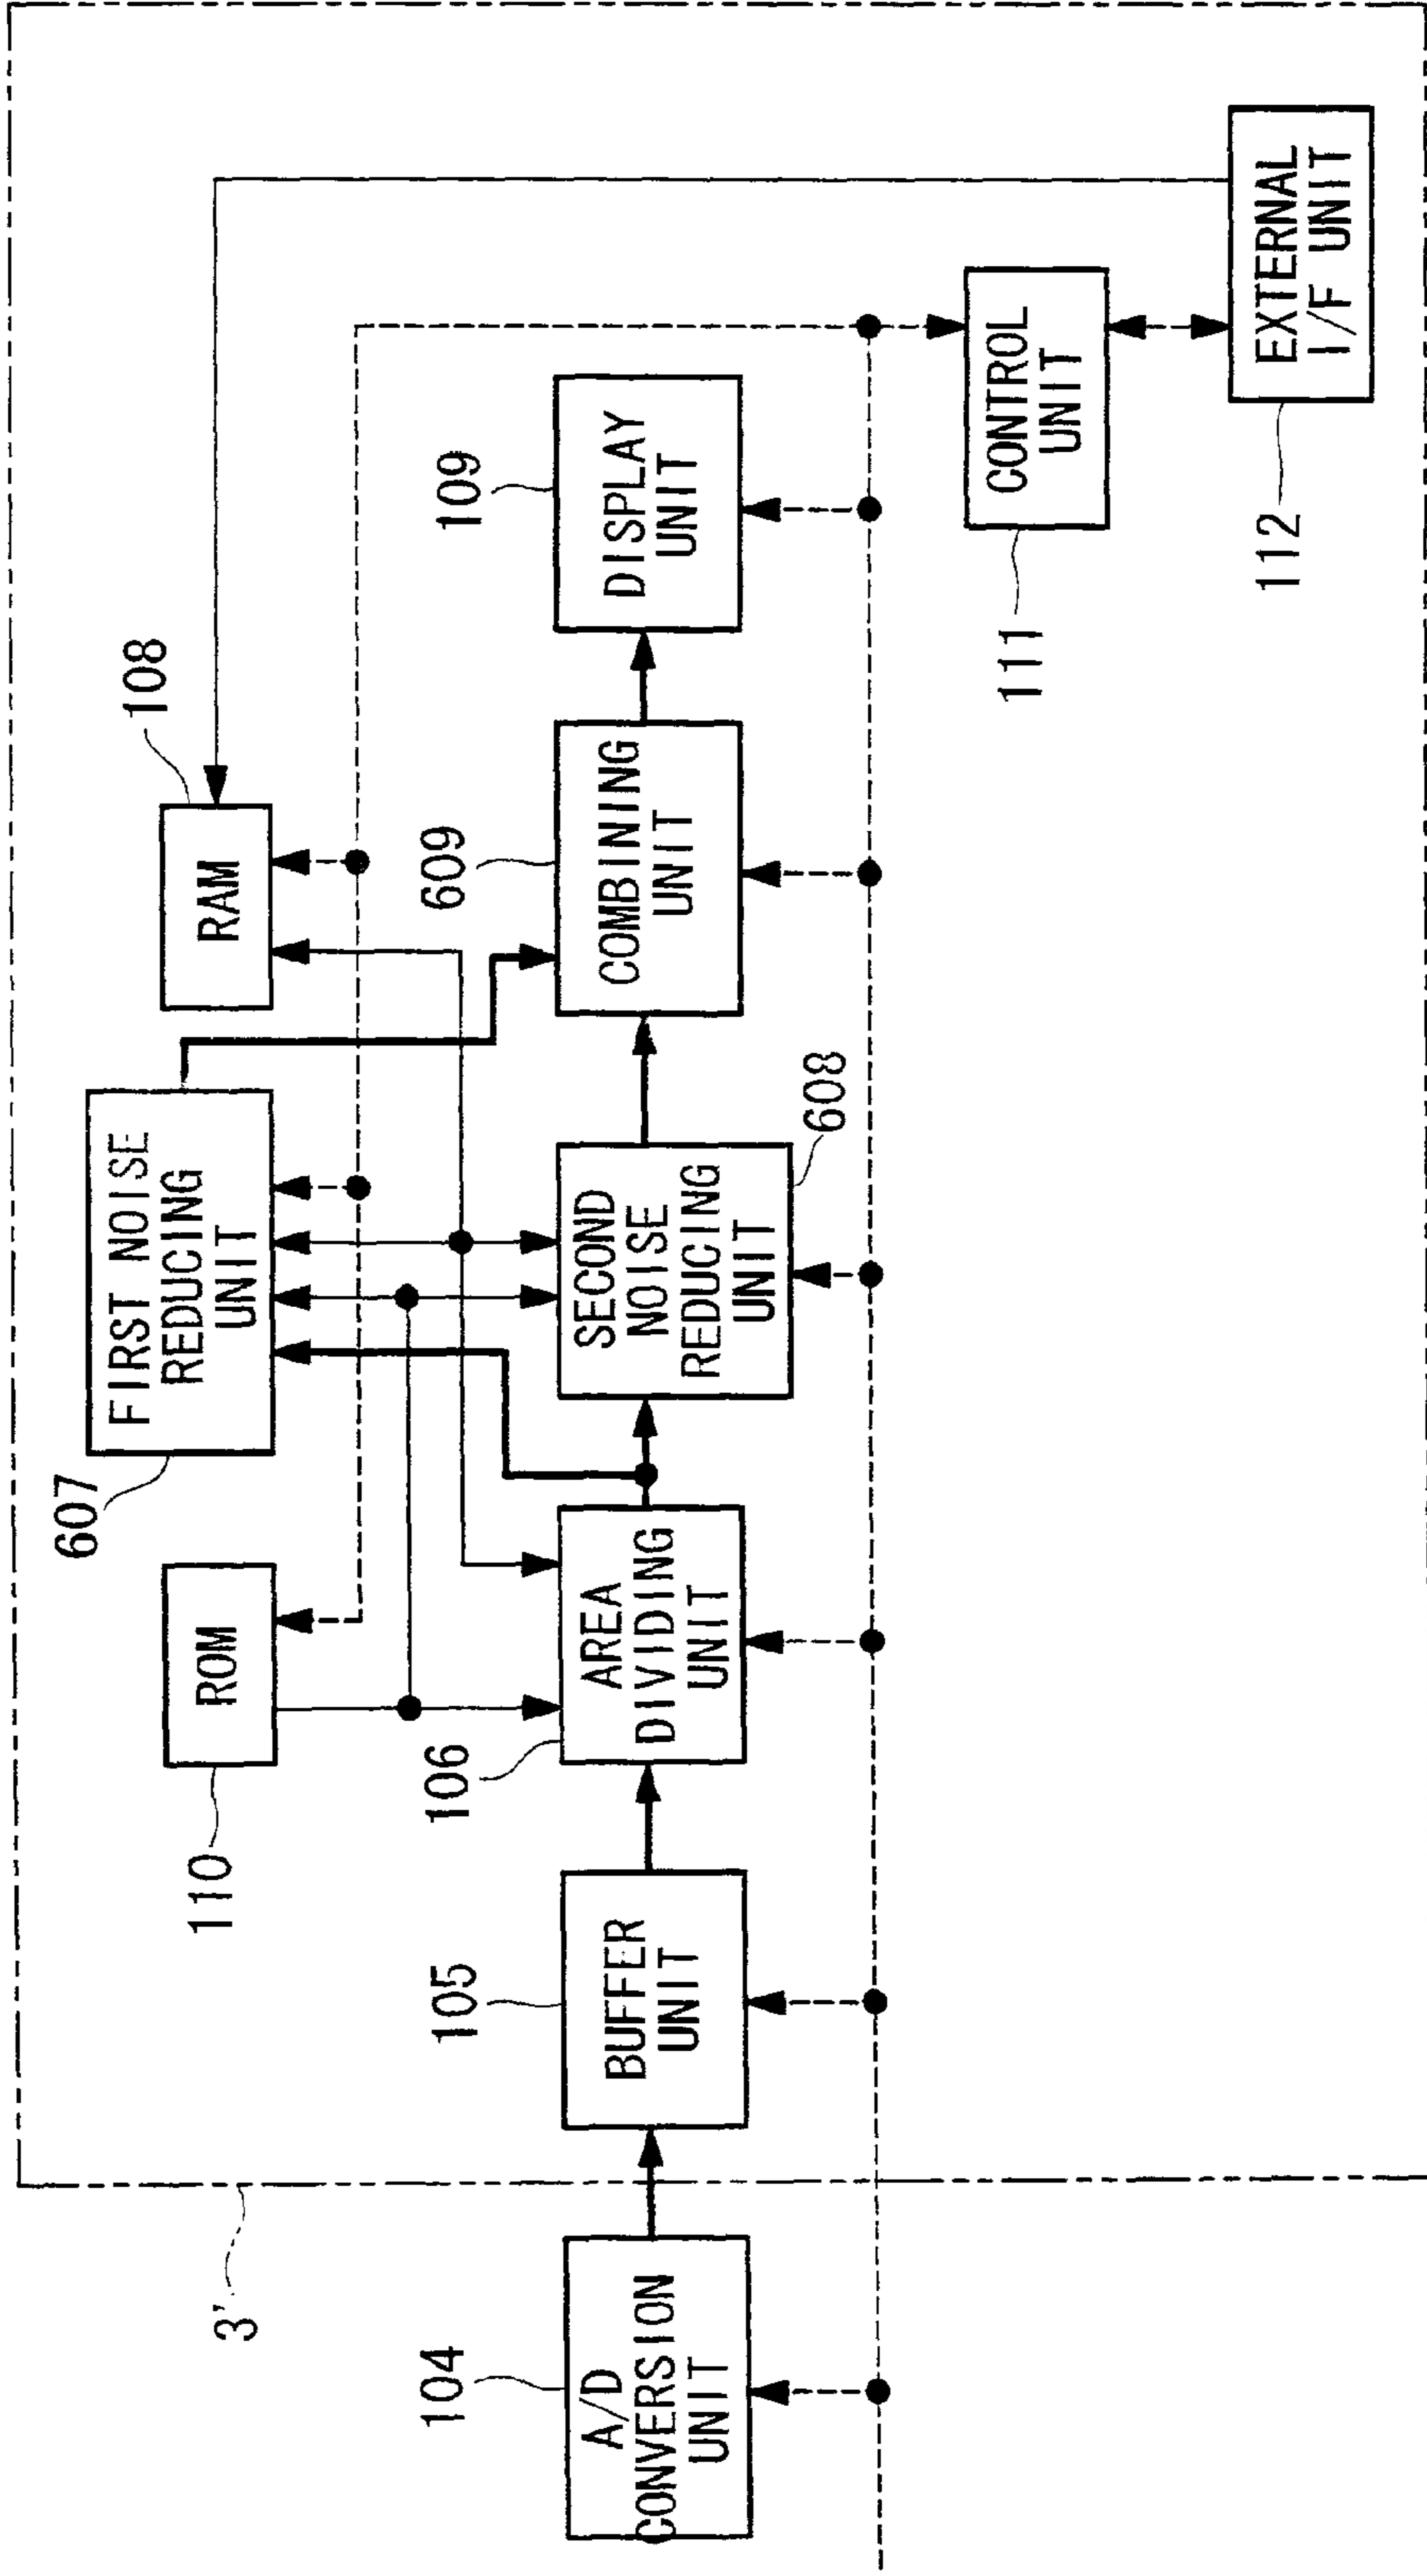 3'
104
A/D
CONVERSION
UNIT
105
BUFFER
UNIT
106
AREA
DIVIDING
UNIT
110
ROM
607
FIRST NOISE
REDUCING
UNIT
SECOND
NOISE
REDUCING
UNIT
608
108
RAM
609
COMBINING
UNIT
109
DISPLAY
UNIT
CONTROL
UNIT
111
EXTERNAL
I/F UNIT
112